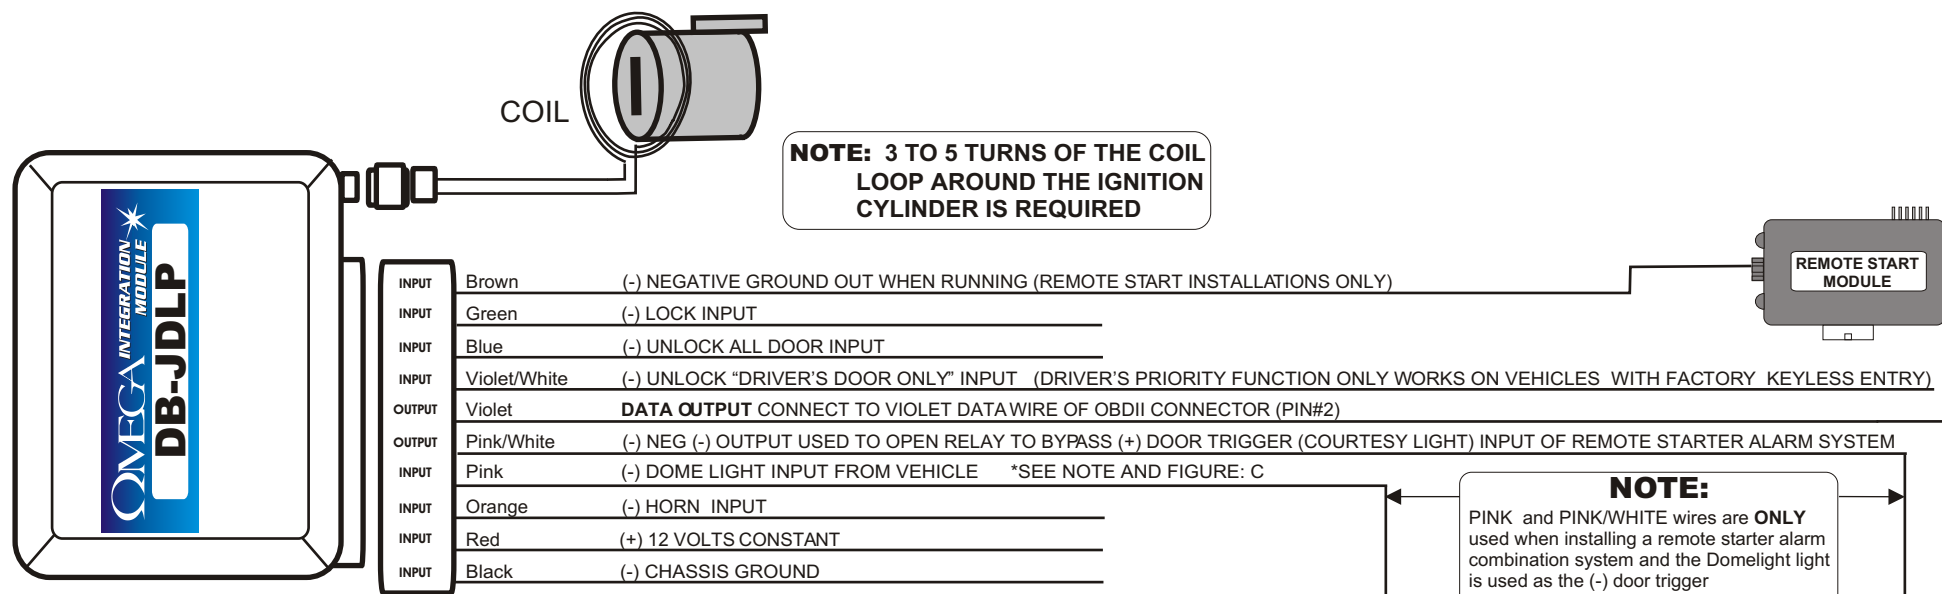 COIL
NOTE: 3 TO 5 TURNS OF THE COIL
LOOP AROUND THE IGNITION
CYLINDER IS REQUIRED
OMEGA INTEGRATION
MODULE
DB-JDLP
REMOTE START
MODULE
INPUT Brown (-) NEGATIVE GROUND OUT WHEN RUNNING (REMOTE START INSTALLATIONS ONLY)
INPUT Green (-) LOCK INPUT
INPUT Blue (-) UNLOCK ALL DOOR INPUT
INPUT Violet/White (-) UNLOCK “DRIVER’S DOOR ONLY” INPUT (DRIVER’S PRIORITY FUNCTION ONLY WORKS ON VEHICLES WITH FACTORY KEYLESS ENTRY)
OUTPUT Violet DATA OUTPUT CONNECT TO VIOLET DATA WIRE OF OBDII CONNECTOR (PIN#2)
OUTPUT Pink/White (-) NEG (-) OUTPUT USED TO OPEN RELAY TO BYPASS (+) DOOR TRIGGER (COURTESY LIGHT) INPUT OF REMOTE STARTER ALARM SYSTEM
INPUT Pink (-) DOME LIGHT INPUT FROM VEHICLE *SEE NOTE AND FIGURE: C
INPUT Orange (-) HORN INPUT
INPUT Red (+) 12 VOLTS CONSTANT
INPUT Black (-) CHASSIS GROUND
NOTE:
PINK and PINK/WHITE wires are ONLY
used when installing a remote starter alarm
combination system and the Domelight light
is used as the (-) door trigger